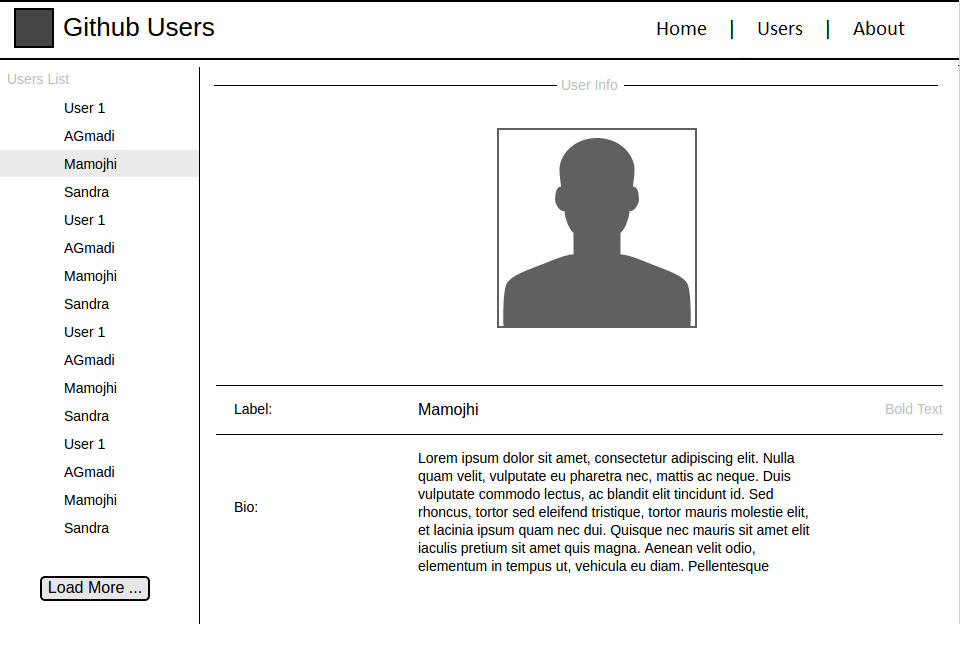 Github Users
Home | Users | About
Users List
User 1
AGmadi
Mamojhi
Sandra
User 1
AGmadi
Mamojhi
Sandra
User 1
AGmadi
Mamojhi
Sandra
User 1
AGmadi
Mamojhi
Sandra
Load More ...
User Info
Label:
Mamojhi
Bold Text
Bio:
Lorem ipsum dolor sit amet, consectetur adipiscing elit. Nulla
quam velit, vulputate eu pharetra nec, mattis ac neque. Duis
vulputate commodo lectus, ac blandit elit tincidunt id. Sed
rhoncus, tortor sed eleifend tristique, tortor mauris molestie elit,
et lacinia ipsum quam nec dui. Quisque nec mauris sit amet elit
iaculis pretium sit amet quis magna. Aenean velit odio,
elementum in tempus ut, vehicula eu diam. Pellentesque